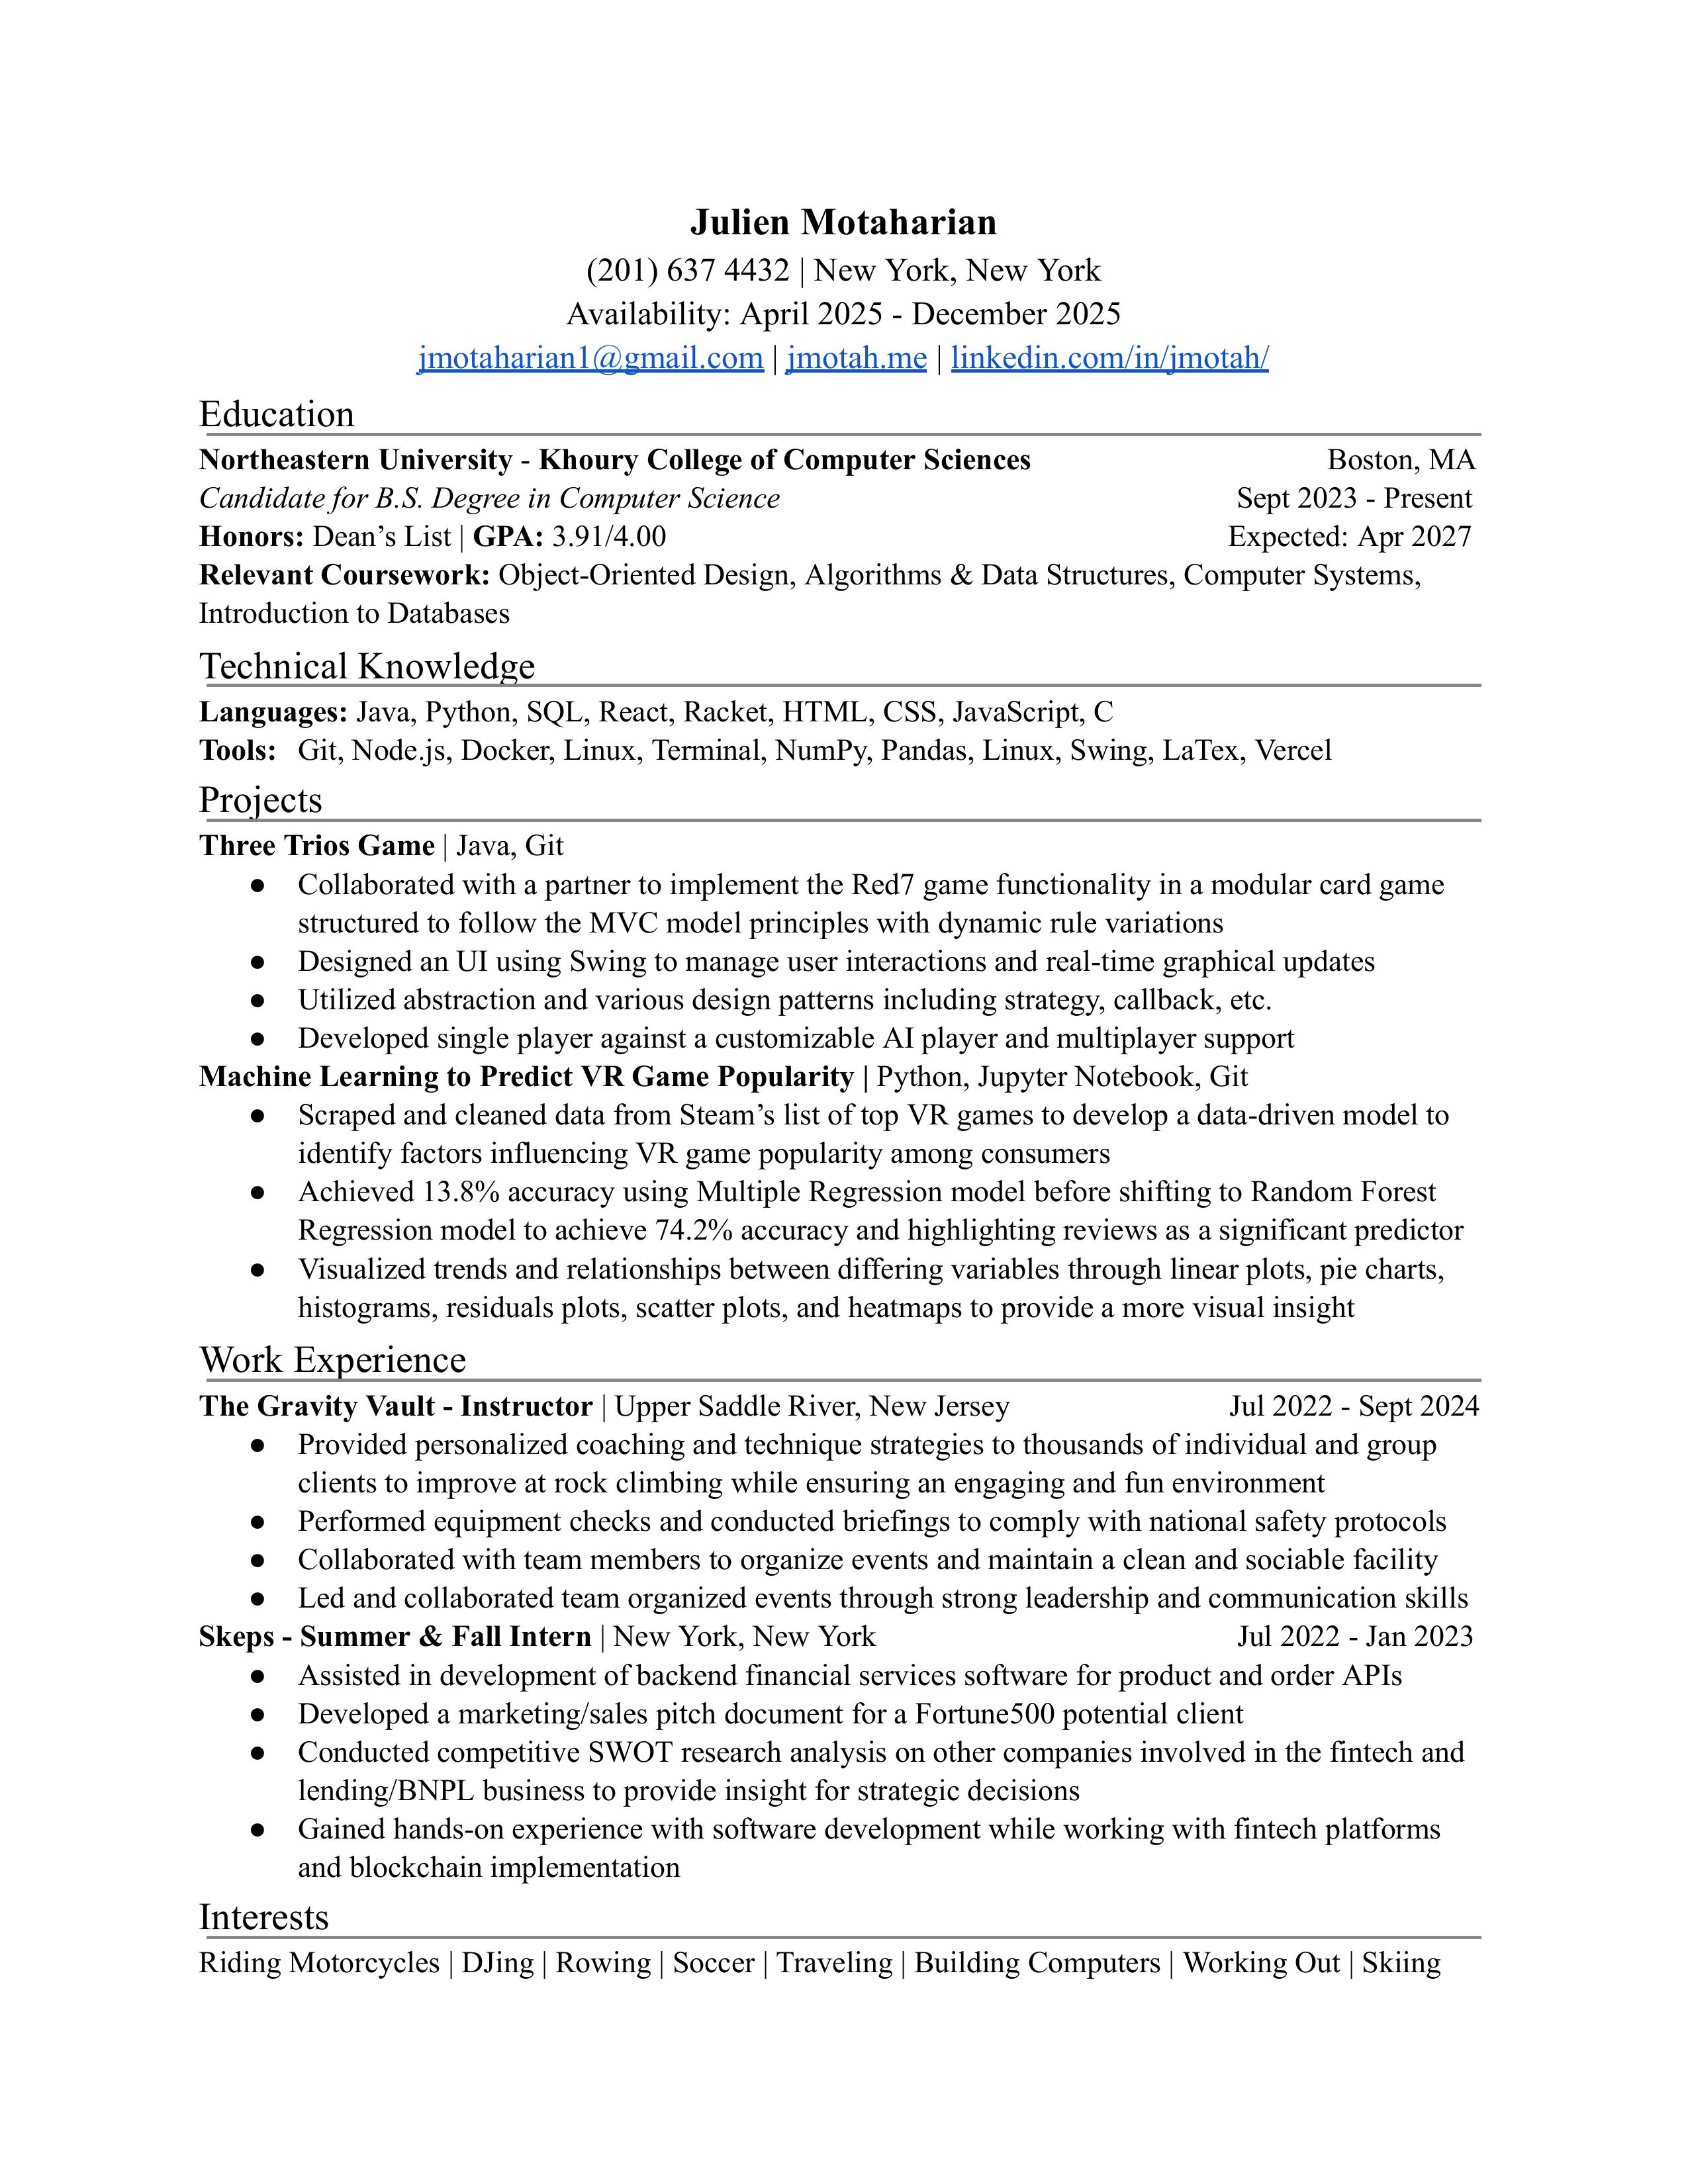 Julien Motaharian
(201) 637 4432 | New York, New York
Availability: April 2025 - December 2025
jmotaharian1@gmail.com | jmotah.me | linkedin.com/in/jmotah/
Education
Northeastern University - Khoury College of Computer Sciences Boston, MA
Candidate for B.S. Degree in Computer Science Sept 2023 - Present
Honors: Dean’s List | GPA: 3.91/4.00 Expected: Apr 2027
Relevant Coursework: Object-Oriented Design, Algorithms & Data Structures, Computer Systems,
Introduction to Databases
Technical Knowledge
Languages: Java, Python, SQL, React, Racket, HTML, CSS, JavaScript, C
Tools: Git, Node.js, Docker, Linux, Terminal, NumPy, Pandas, Linux, Swing, LaTex, Vercel
Projects
Three Trios Game | Java, Git
● Collaborated with a partner to implement the Red7 game functionality in a modular card game
structured to follow the MVC model principles with dynamic rule variations
● Designed an UI using Swing to manage user interactions and real-time graphical updates
● Utilized abstraction and various design patterns including strategy, callback, etc.
● Developed single player against a customizable AI player and multiplayer support
Machine Learning to Predict VR Game Popularity | Python, Jupyter Notebook, Git
● Scraped and cleaned data from Steam’s list of top VR games to develop a data-driven model to
identify factors influencing VR game popularity among consumers
● Achieved 13.8% accuracy using Multiple Regression model before shifting to Random Forest
Regression model to achieve 74.2% accuracy and highlighting reviews as a significant predictor
● Visualized trends and relationships between differing variables through linear plots, pie charts,
histograms, residuals plots, scatter plots, and heatmaps to provide a more visual insight
Work Experience
The Gravity Vault - Instructor | Upper Saddle River, New Jersey Jul 2022 - Sept 2024
● Provided personalized coaching and technique strategies to thousands of individual and group
clients to improve at rock climbing while ensuring an engaging and fun environment
● Performed equipment checks and conducted briefings to comply with national safety protocols
● Collaborated with team members to organize events and maintain a clean and sociable facility
● Led and collaborated team organized events through strong leadership and communication skills
Skeps - Summer & Fall Intern | New York, New York Jul 2022 - Jan 2023
● Assisted in development of backend financial services software for product and order APIs
● Developed a marketing/sales pitch document for a Fortune500 potential client
● Conducted competitive SWOT research analysis on other companies involved in the fintech and
lending/BNPL business to provide insight for strategic decisions
● Gained hands-on experience with software development while working with fintech platforms
and blockchain implementation
Interests
Riding Motorcycles | DJing | Rowing | Soccer | Traveling | Building Computers | Working Out | Skiing